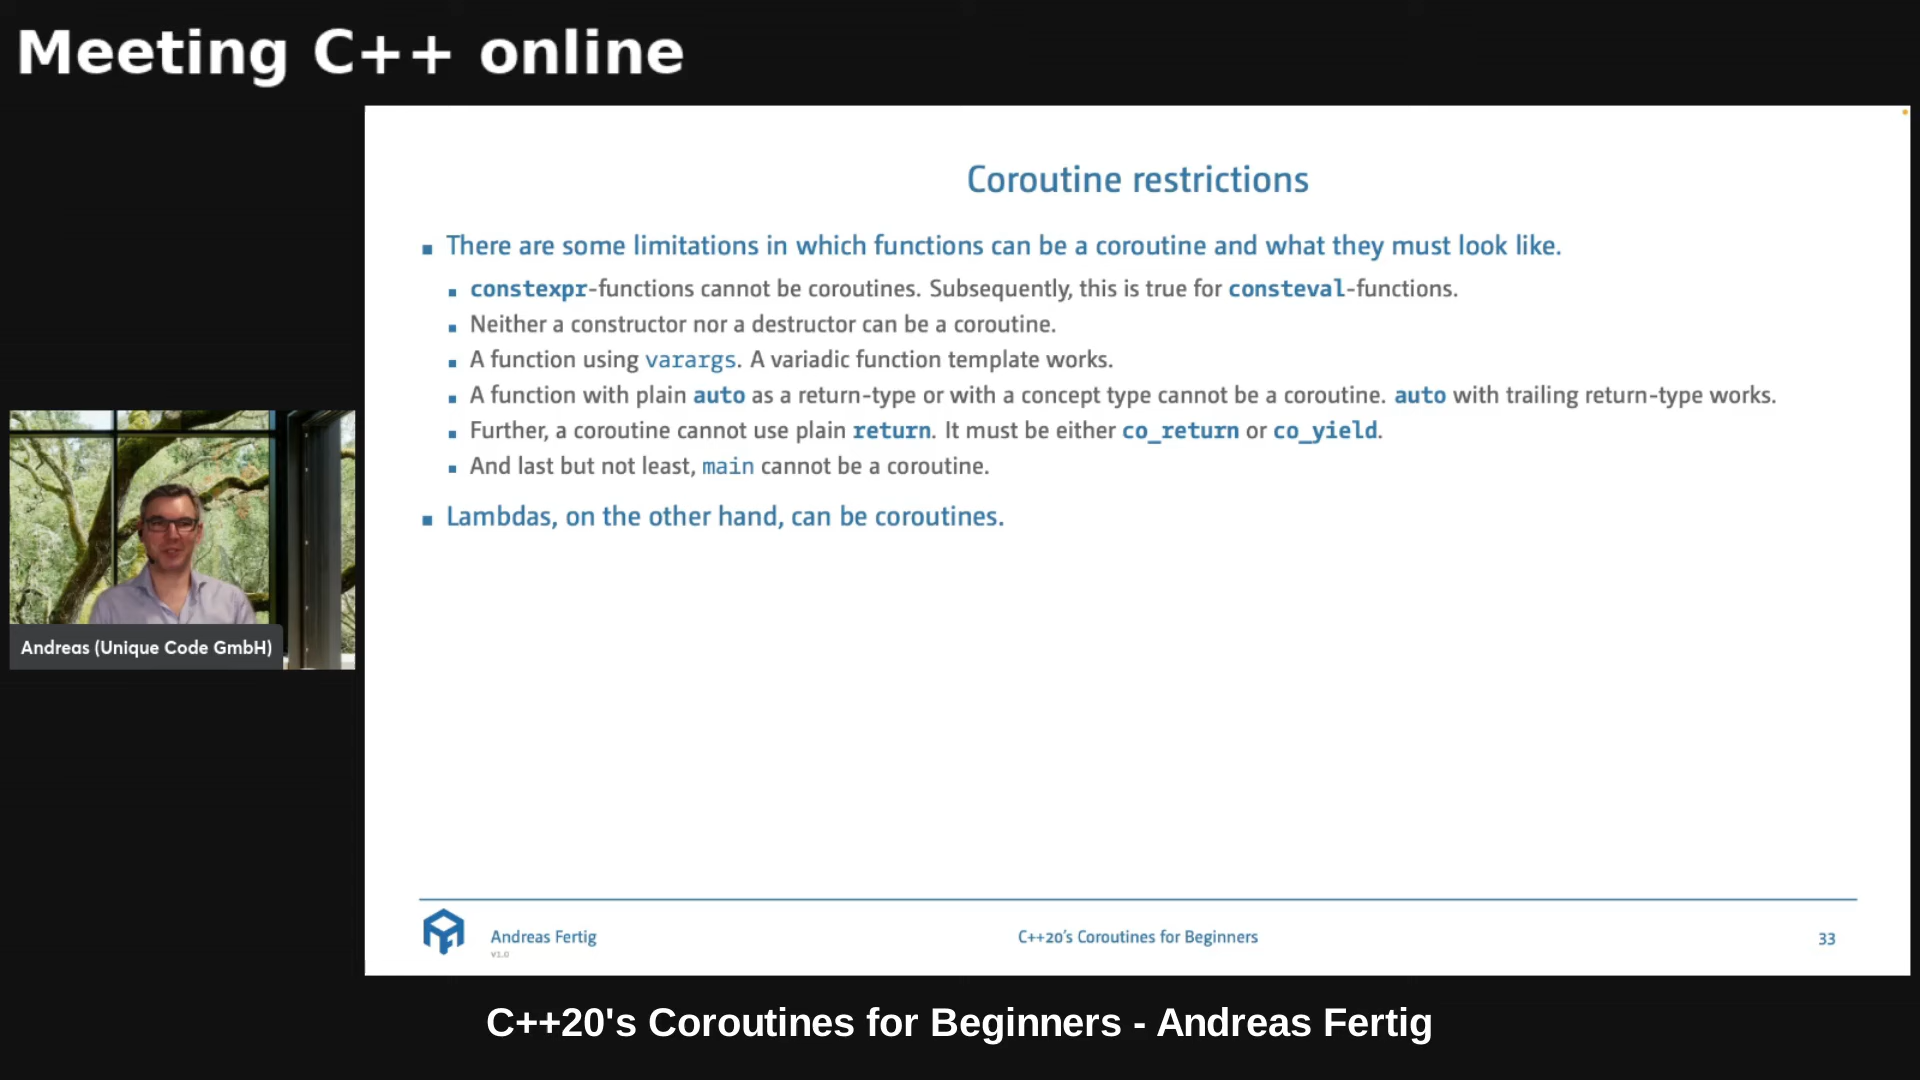 Meeting C++ online
Coroutine restrictions
There are some limitations in which functions can be a coroutine and what they must look like.
constexpr-functions cannot be coroutines. Subsequently, this is true for consteval-functions.
Neither a constructor nor a destructor can be a coroutine.
A function using varargs. A variadic function template works.
A function with plain auto as a return-type or with a concept type cannot be a coroutine. auto with trailing return-type works.
Further, a coroutine cannot use plain return. It must be either co_return or co_yield.
And last but not least, main cannot be a coroutine.
Lambdas, on the other hand, can be coroutines.
Andreas (Unique Code GmbH)
Andreas Fertig
v1.0
C++20's Coroutines for Beginners
33
C++20's Coroutines for Beginners - Andreas Fertig